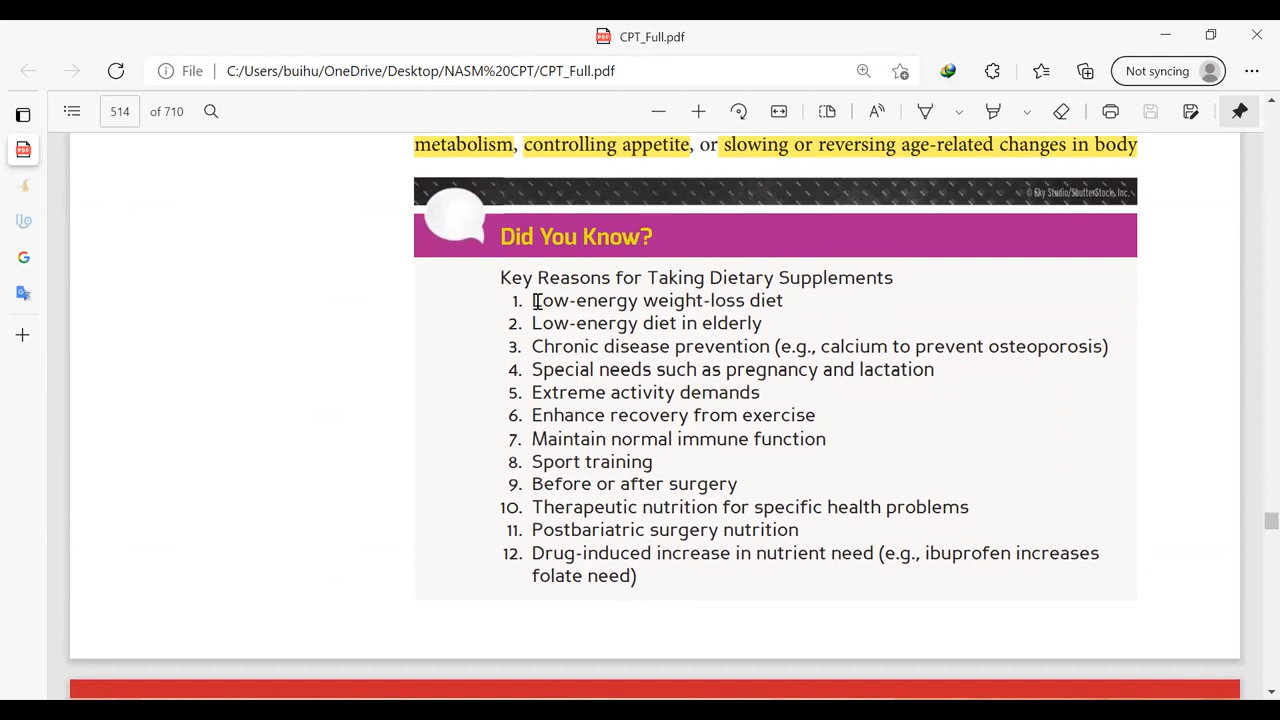 CPT_Full.pdf
File C:/Users/buihu/OneDrive/Desktop/NASM%20CPT/CPT_Full.pdf
Not syncing
514 of 710
metabolism, controlling appetite, or slowing or reversing age-related changes in body
© Eky Studio/ShutterStock, Inc.
Did You Know?
Key Reasons for Taking Dietary Supplements
1. Low-energy weight-loss diet
2. Low-energy diet in elderly
3. Chronic disease prevention (e.g., calcium to prevent osteoporosis)
4. Special needs such as pregnancy and lactation
5. Extreme activity demands
6. Enhance recovery from exercise
7. Maintain normal immune function
8. Sport training
9. Before or after surgery
10. Therapeutic nutrition for specific health problems
11. Postbariatric surgery nutrition
12. Drug-induced increase in nutrient need (e.g., ibuprofen increases
folate need)